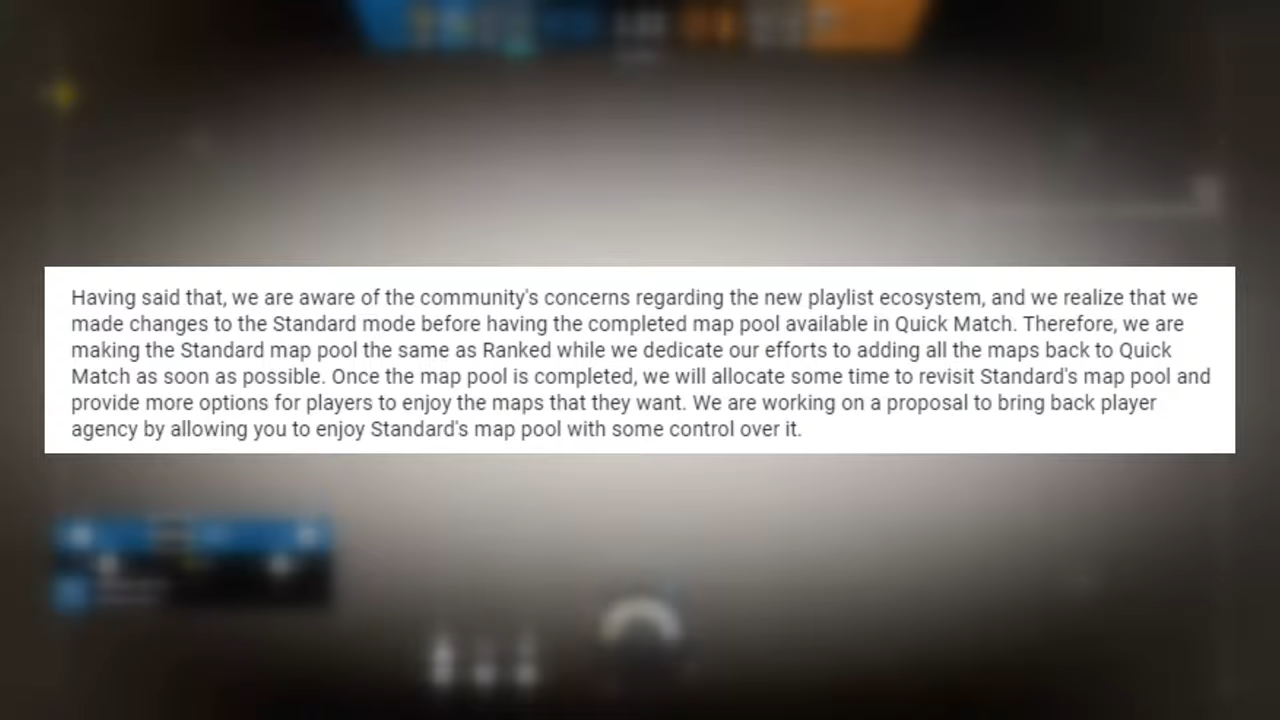 Having said that, we are aware of the community's concerns regarding the new playlist ecosystem, and we realize that we
made changes to the Standard mode before having the completed map pool available in Quick Match. Therefore, we are
making the Standard map pool the same as Ranked while we dedicate our efforts to adding all the maps back to Quick
Match as soon as possible. Once the map pool is completed, we will allocate some time to revisit Standard's map pool and
provide more options for players to enjoy the maps that they want. We are working on a proposal to bring back player
agency by allowing you to enjoy Standard's map pool with some control over it.